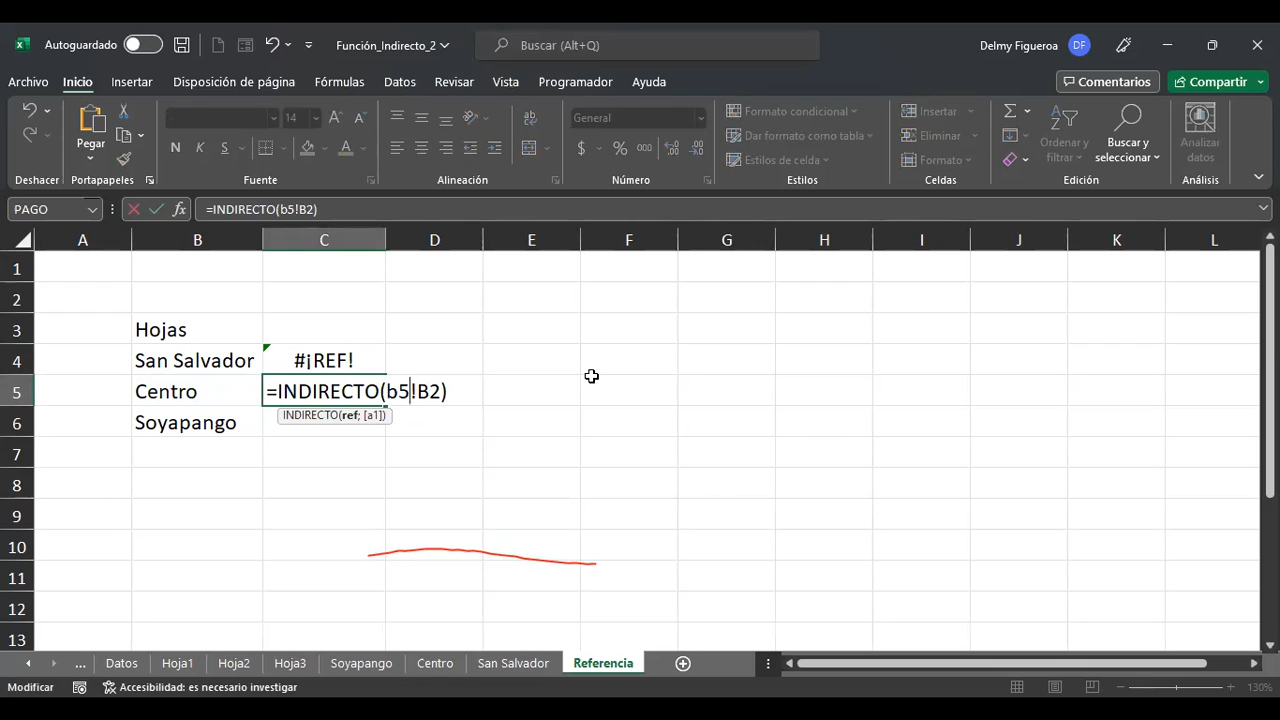 Autoguardado Función_Indirecto_2 Buscar (Alt+Q) Delmy Figueroa DF
Archivo Inicio Insertar Disposición de página Fórmulas Datos Revisar Vista Programador Ayuda Comentarios Compartir
14 General Formato condicional Insertar
Pegar Dar formato como tabla Eliminar Ordenar y filtrar Buscar y seleccionar Analizar datos
N K S A $ % 000 Estilos de celda Formato
Deshacer Portapapeles Fuente Alineación Número Estilos Celdas Edición Análisis
PAGO fx =INDIRECTO(b5!B2)
A B C D E F G H I J K L
1
2
3 Hojas
4 San Salvador #¡REF!
5 Centro =INDIRECTO(b5!B2)
INDIRECTO(ref; [a1])
6 Soyapango
7
8
9
10
11
12
13
... Datos Hoja1 Hoja2 Hoja3 Soyapango Centro San Salvador Referencia
Modificar Accesibilidad: es necesario investigar 130%